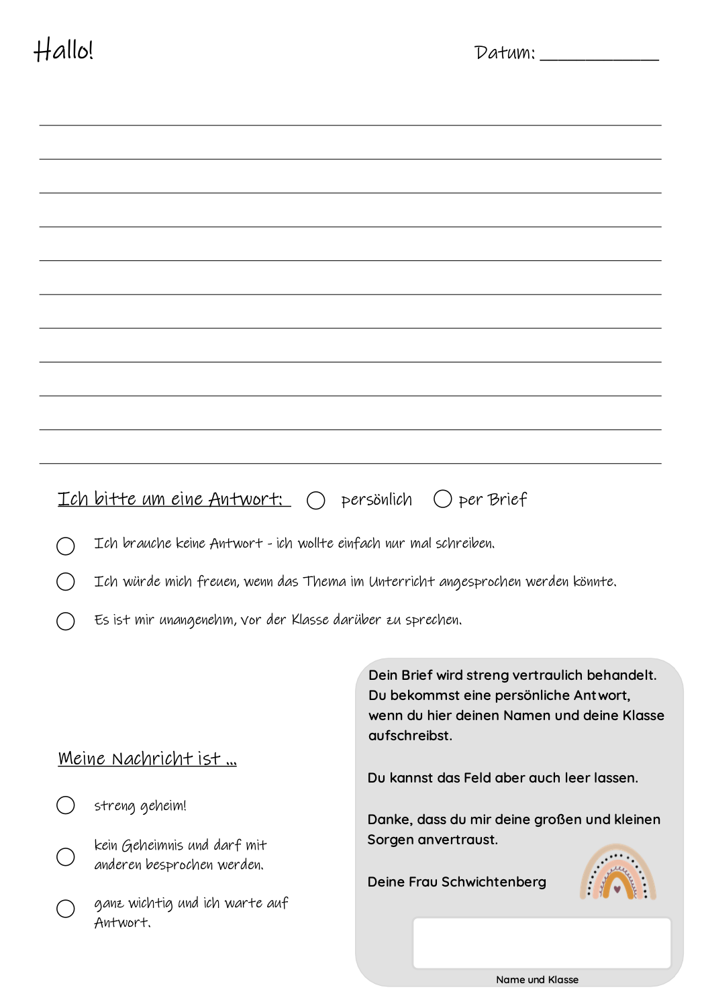 Hallo!
Datum: ______________
Ich bitte um eine Antwort:
persönlich
per Brief
Ich brauche keine Antwort - ich wollte einfach nur mal schreiben.
Ich würde mich freuen, wenn das Thema im Unterricht angesprochen werden könnte.
Es ist mir unangenehm, vor der Klasse darüber zu sprechen.
Dein Brief wird streng vertraulich behandelt.
Du bekommst eine persönliche Antwort,
wenn du hier deinen Namen und deine Klasse
aufschreibst.
Du kannst das Feld aber auch leer lassen.
Danke, dass du mir deine großen und kleinen
Sorgen anvertraust.
Deine Frau Schwichtenberg
Name und Klasse
Meine Nachricht ist ...
streng geheim!
kein Geheimnis und darf mit
anderen besprochen werden.
ganz wichtig und ich warte auf
Antwort.